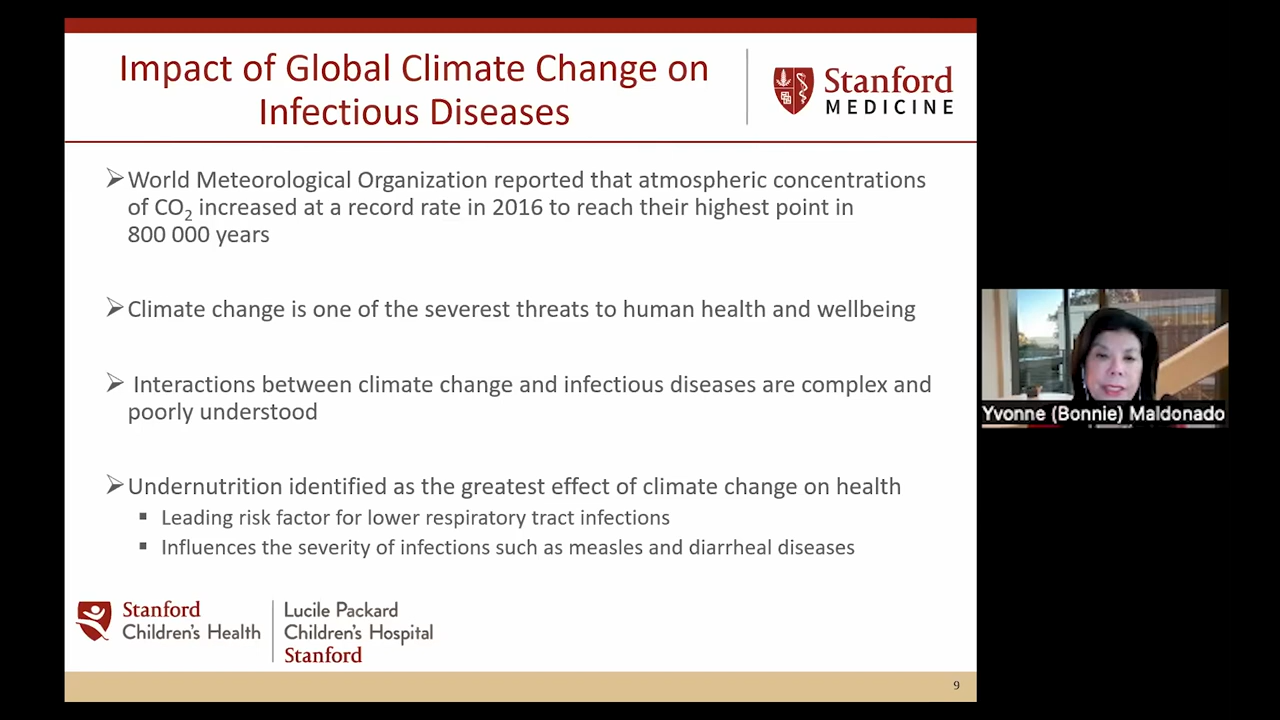 Impact of Global Climate Change on
Infectious Diseases
Stanford
MEDICINE
World Meteorological Organization reported that atmospheric concentrations
of CO₂ increased at a record rate in 2016 to reach their highest point in
800 000 years
Climate change is one of the severest threats to human health and wellbeing
Interactions between climate change and infectious diseases are complex and
poorly understood
Undernutrition identified as the greatest effect of climate change on health
Leading risk factor for lower respiratory tract infections
Influences the severity of infections such as measles and diarrheal diseases
Stanford
Children's Health
Lucile Packard
Children's Hospital
Stanford
9
Yvonne (Bonnie) Maldonado